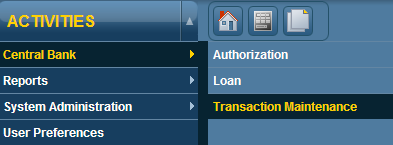 ACTIVITIES
Central Bank
Reports
System Administration
User Preferences
Authorization
Loan
Transaction Maintenance